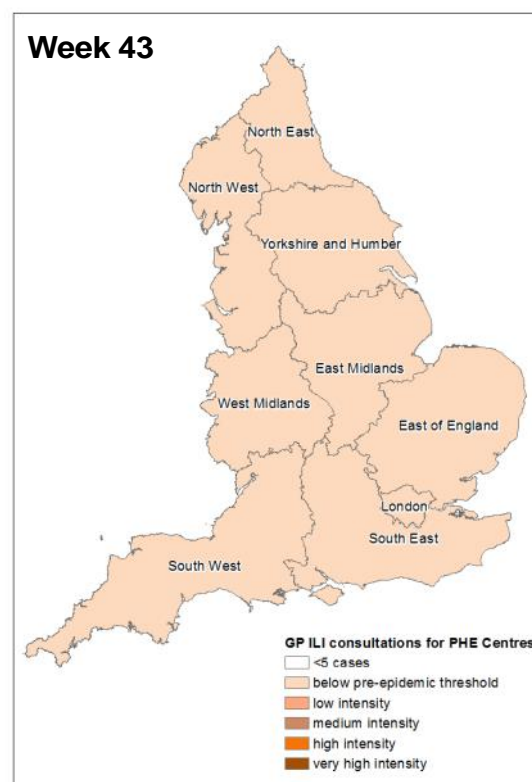 Week 43
North East
North West
Yorkshire and Humber
East Midlands
West Midlands
East of England
London
South East
South West
GP ILI consultations for PHE Centres
<5 cases
below pre-epidemic threshold
low intensity
medium intensity
high intensity
very high intensity